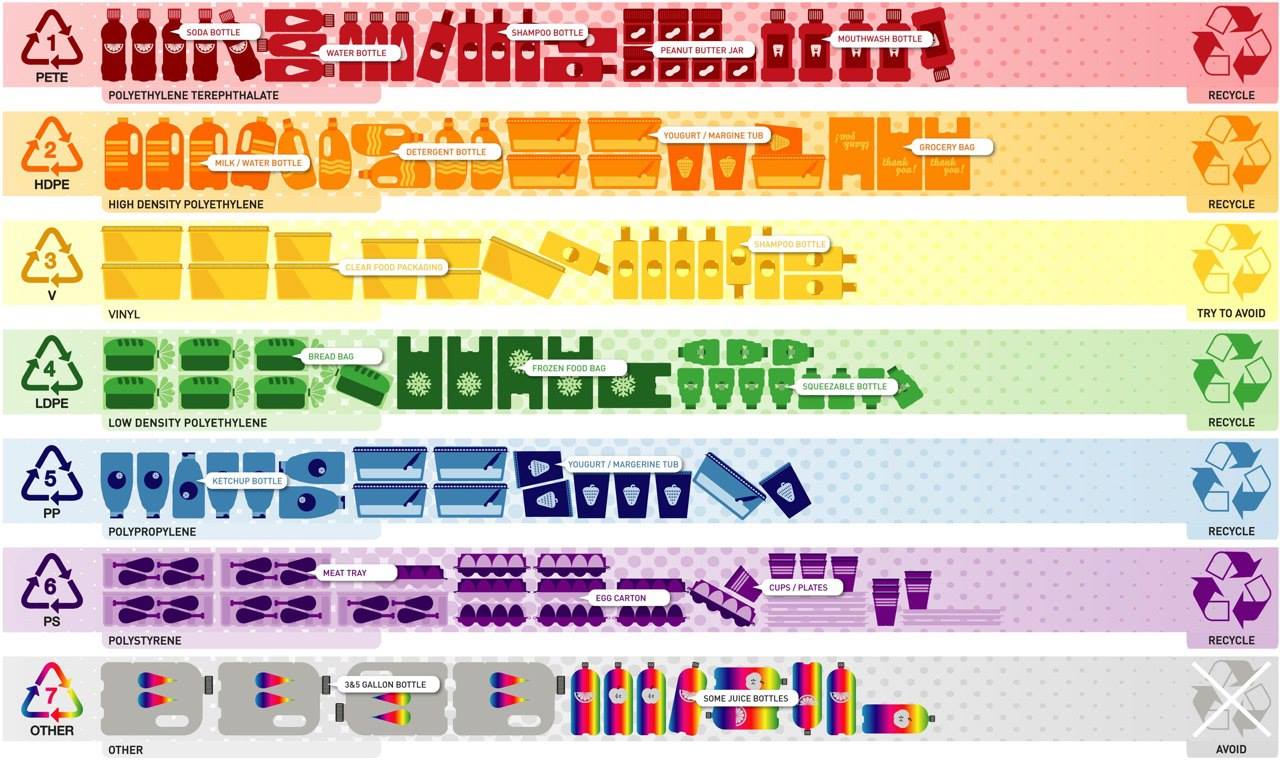 1
PETE
SODA BOTTLE
WATER BOTTLE
SHAMPOO BOTTLE
PEANUT BUTTER JAR
MOUTHWASH BOTTLE
POLYETHYLENE TEREPHTHALATE
RECYCLE
2
HDPE
MILK / WATER BOTTLE
DETERGENT BOTTLE
YOUGURT / MARGINE TUB
thank you!
thank you!
thank you!
GROCERY BAG
HIGH DENSITY POLYETHYLENE
RECYCLE
3
V
CLEAR FOOD PACKAGING
SHAMPOO BOTTLE
VINYL
TRY TO AVOID
4
LDPE
BREAD BAG
FROZEN FOOD BAG
SQUEEZABLE BOTTLE
LOW DENSITY POLYETHYLENE
RECYCLE
5
PP
KETCHUP BOTTLE
YOUGURT / MARGERINE TUB
POLYPROPYLENE
RECYCLE
6
PS
MEAT TRAY
EGG CARTON
CUPS / PLATES
POLYSTYRENE
RECYCLE
7
OTHER
3&5 GALLON BOTTLE
SOME JUICE BOTTLES
OTHER
AVOID